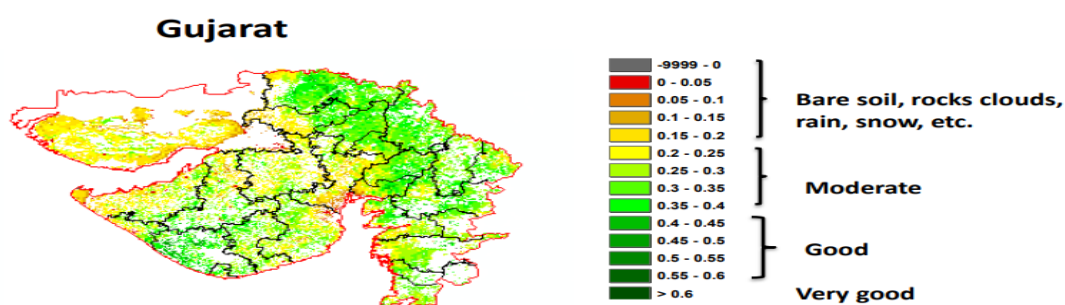 Gujarat
-9999 - 0
0 - 0.05
0.05 - 0.1
0.1 - 0.15
0.15 - 0.2
0.2 - 0.25
0.25 - 0.3
0.3 - 0.35
0.35 - 0.4
0.4 - 0.45
0.45 - 0.5
0.5 - 0.55
0.55 - 0.6
> 0.6
Bare soil, rocks clouds,
rain, snow, etc.
Moderate
Good
Very good